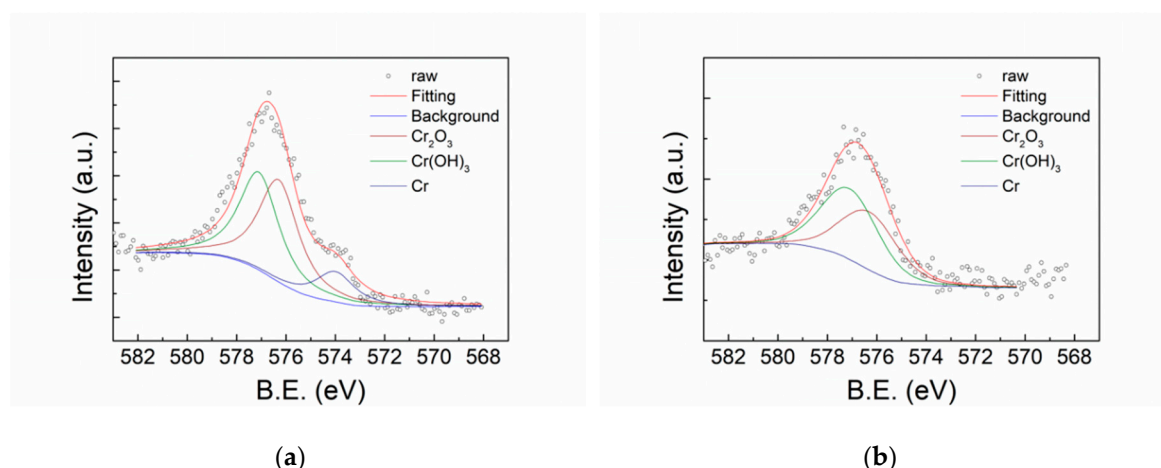 raw
Fitting
Background
Cr₂O₃
Cr(OH)₃
Cr
Intensity (a.u.)
582 580 578 576 574 572 570 568
B.E. (eV)
(a)
raw
Fitting
Background
Cr₂O₃
Cr(OH)₃
Cr
Intensity (a.u.)
582 580 578 576 574 572 570 568
B.E. (eV)
(b)